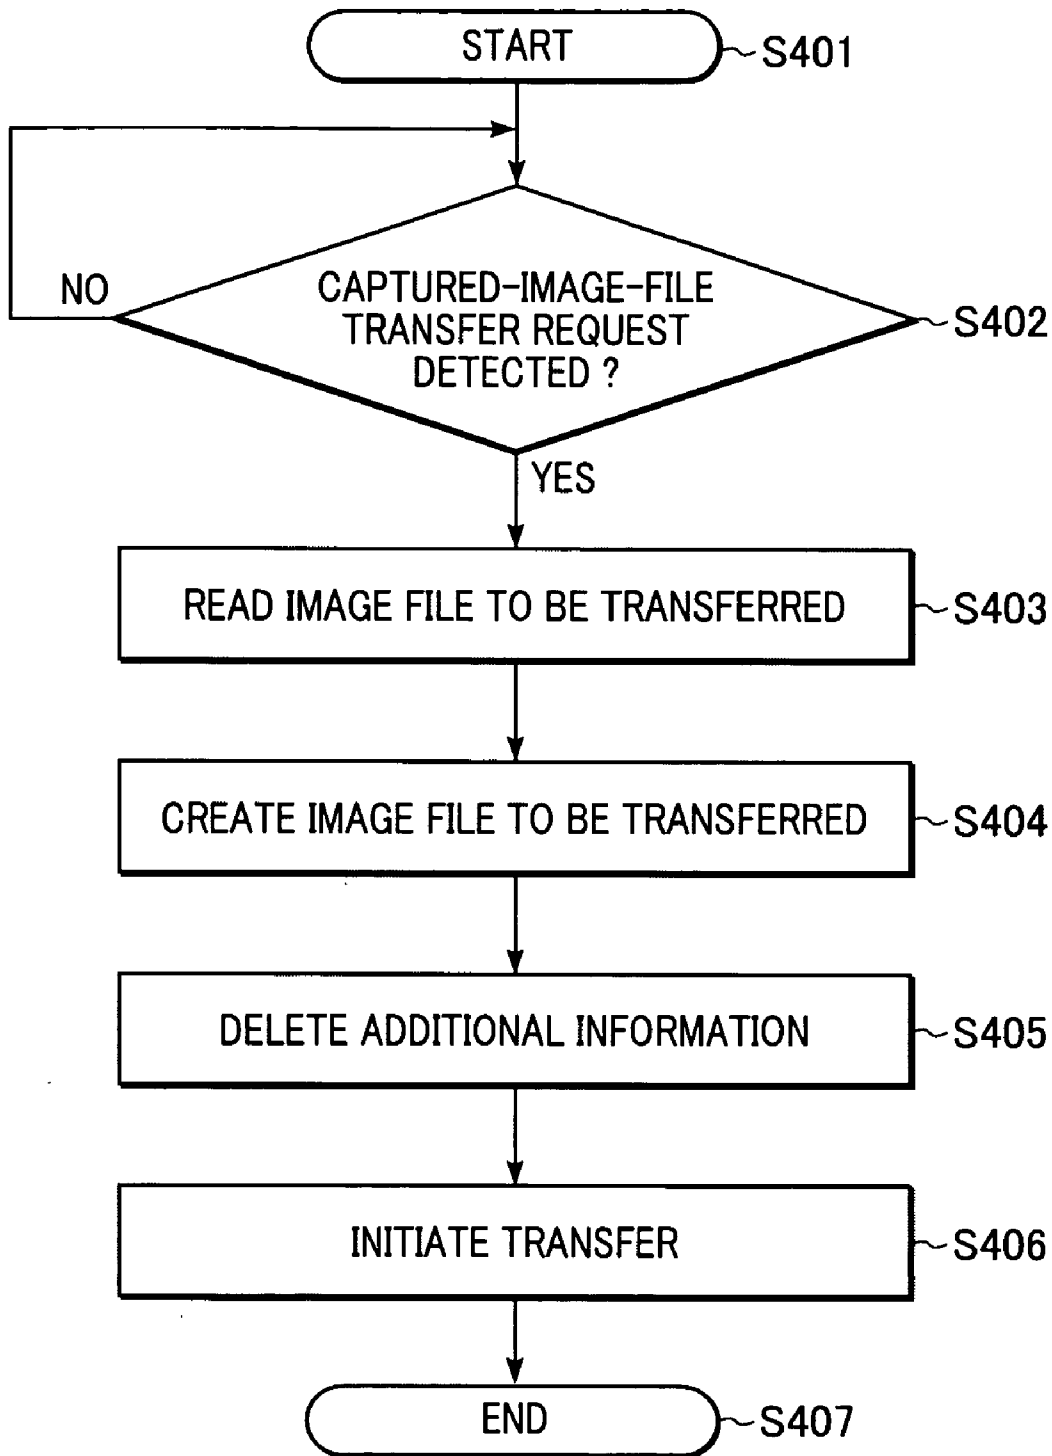 START
S401
NO
CAPTURED-IMAGE-FILE
TRANSFER REQUEST
DETECTED ?
S402
YES
READ IMAGE FILE TO BE TRANSFERRED
S403
CREATE IMAGE FILE TO BE TRANSFERRED
S404
DELETE ADDITIONAL INFORMATION
S405
INITIATE TRANSFER
S406
END
S407